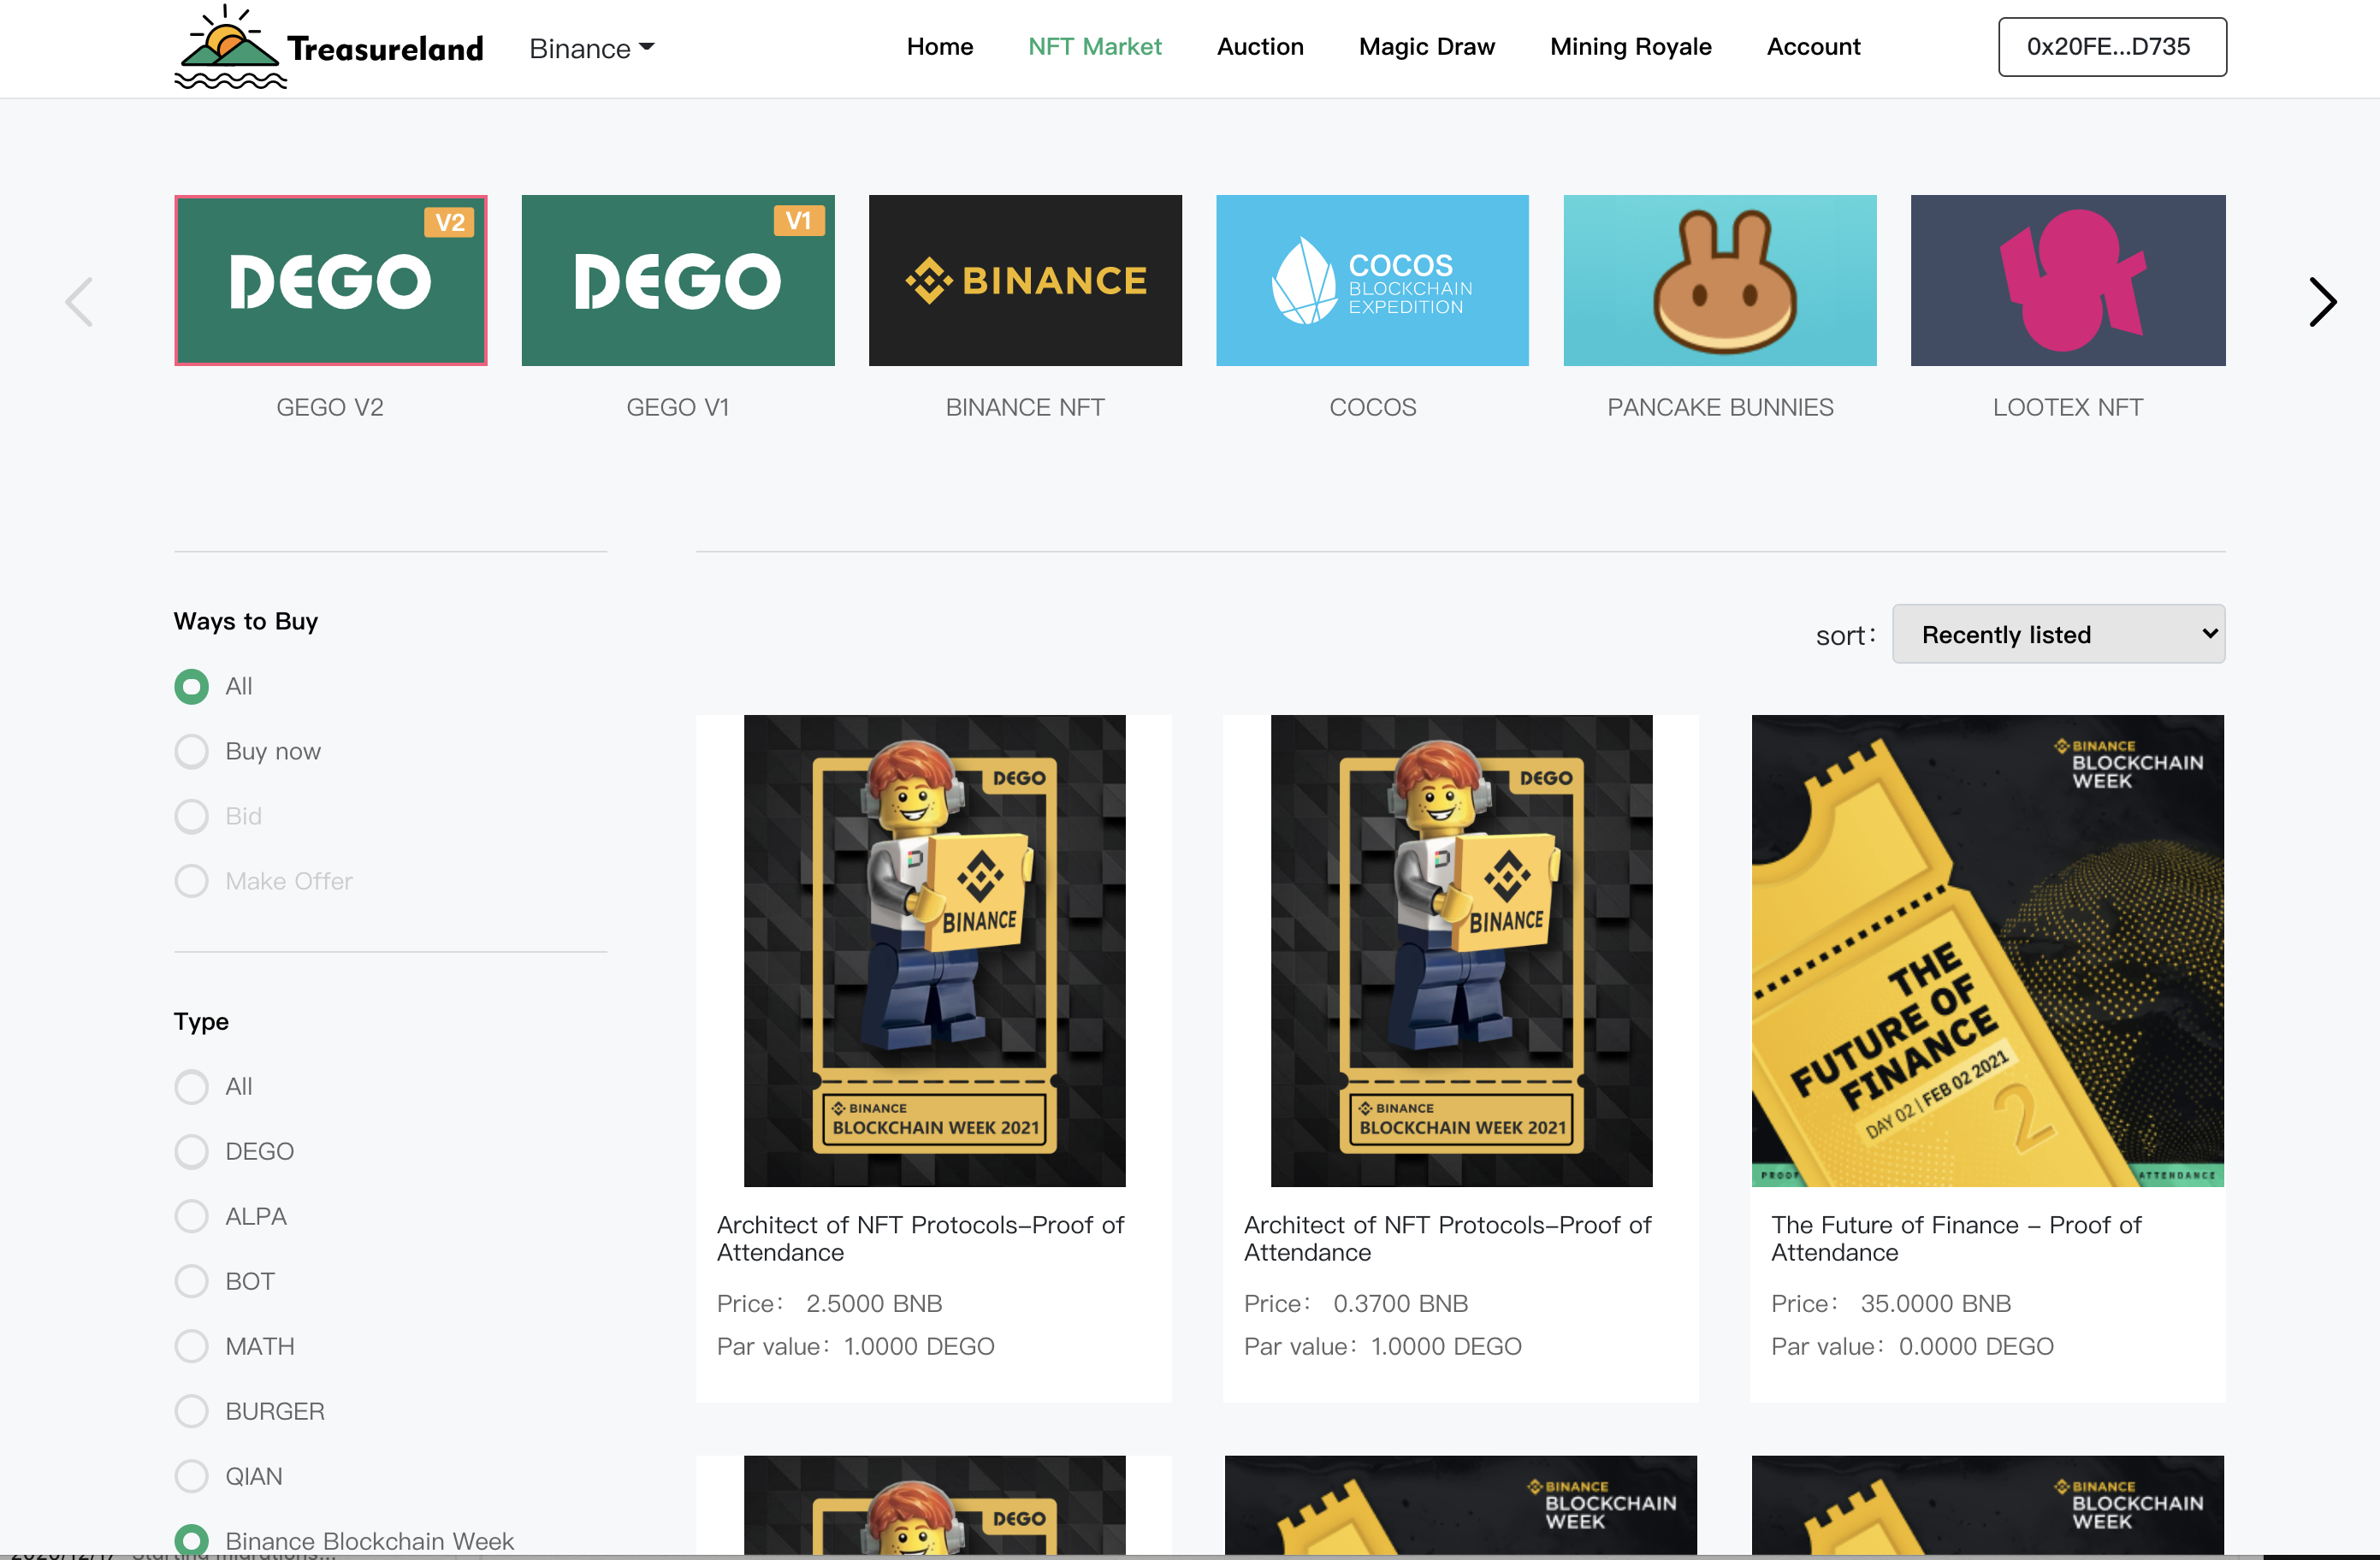 Treasureland
Binance
Home
NFT Market
Auction
Magic Draw
Mining Royale
Account
0x20FE...D735
V2
DEGO
V1
DEGO
BINANCE
COCOS
BLOCKCHAIN
EXPEDITION
GEGO V2
GEGO V1
BINANCE NFT
COCOS
PANCAKE BUNNIES
LOOTEX NFT
Ways to Buy
All
Buy now
Bid
Make Offer
Type
All
DEGO
ALPA
BOT
MATH
BURGER
QIAN
Binance Blockchain Week
sort:
Recently listed
DEGO
BINANCE
BINANCE
BLOCKCHAIN WEEK 2021
Architect of NFT Protocols–Proof of
Attendance
Price: 2.5000 BNB
Par value: 1.0000 DEGO
DEGO
BINANCE
BINANCE
BLOCKCHAIN WEEK 2021
Architect of NFT Protocols–Proof of
Attendance
Price: 0.3700 BNB
Par value: 1.0000 DEGO
BINANCE
BLOCKCHAIN
WEEK
THE
FUTURE OF
FINANCE
DAY 02 | FEB 02 2021
2
PROOF
ATTENDANCE
The Future of Finance – Proof of
Attendance
Price: 35.0000 BNB
Par value: 0.0000 DEGO
DEGO
BINANCE
BLOCKCHAIN
WEEK
BINANCE
BLOCKCHAIN
WEEK